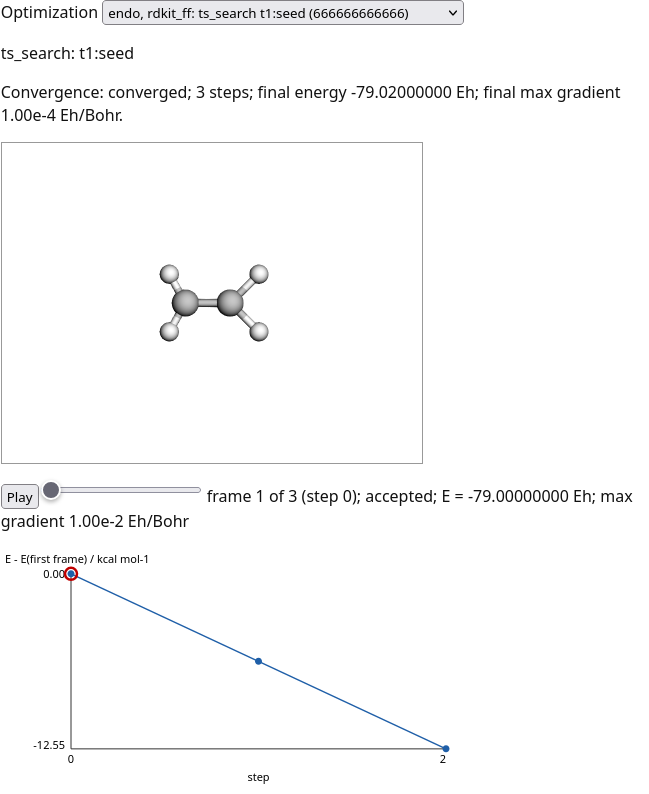 Optimization endo, rdkit_ff: ts_search t1:seed (666666666666)
ts_search: t1:seed
Convergence: converged; 3 steps; final energy -79.02000000 Eh; final max gradient
1.00e-4 Eh/Bohr.
Play frame 1 of 3 (step 0); accepted; E = -79.00000000 Eh; max
gradient 1.00e-2 Eh/Bohr
E - E(first frame) / kcal mol-1
0.00
-12.55
0 2
step